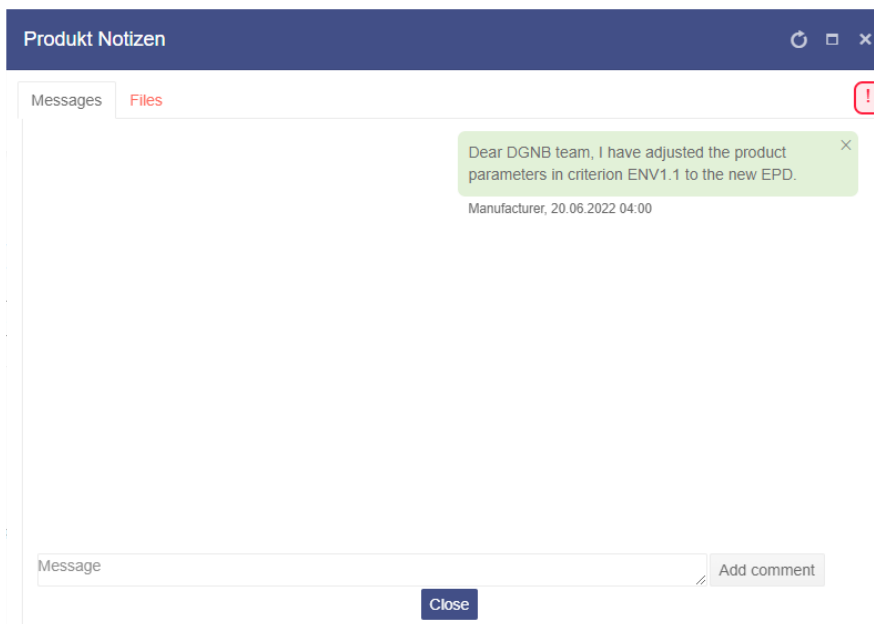 Produkt Notizen
Messages Files
!
Dear DGNB team, I have adjusted the product
parameters in criterion ENV1.1 to the new EPD.
Manufacturer, 20.06.2022 04:00
Message
Add comment
Close